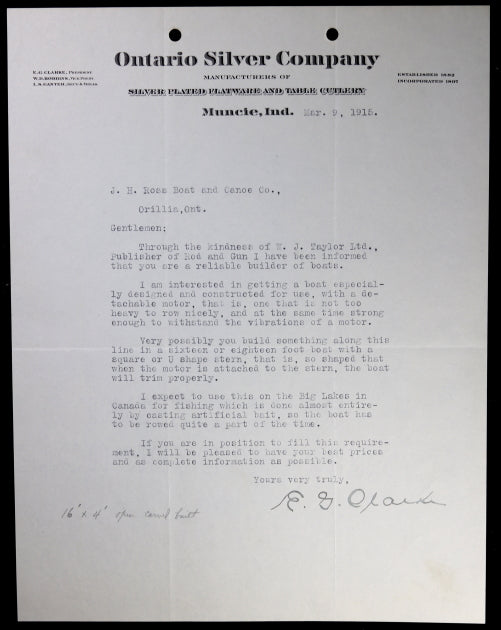 Ontario Silver Company
E.G. CLARKE, PRESIDENT
MANUFACTURERS OF
ESTABLISHED 1882
INCORPORATED 1897
SILVER PLATED FLATWARE AND TABLE CUTLERY
Muncie, Ind. Mar. 9, 1915.
J. H. Ross Boat and Canoe Co.,
Orillia,Ont.
Gentlemen;
Through the kindness of W. J. Taylor Ltd.,
Publisher of Rod and Gun I have been informed
that you are a reliable builder of boats.
I am interested in getting a boat especial-
ly designed and constructed for use, with a de-
tachable motor, that is, one that is not too
heavy to row nicely, and at the same time strong
enough to withstand the vibrations of a motor.
Very possibly you build something along this
line in a sixteen or eighteen foot boat with a
square or U shape stern, that is, so shaped that
when the motor is attached to the stern, the boat
will trim properly.
I expect to use this on the Big Lakes in
Canada for fishing which is done almost entire-
ly by casting artificial bait, so the boat has
to be rowed quite a part of the time.
If you are in position to fill this require-
ment, I will be pleased to have your best prices
and as complete information as possible.
Yours very truly,
E. G. Clarke
16' x 4' open carvel built